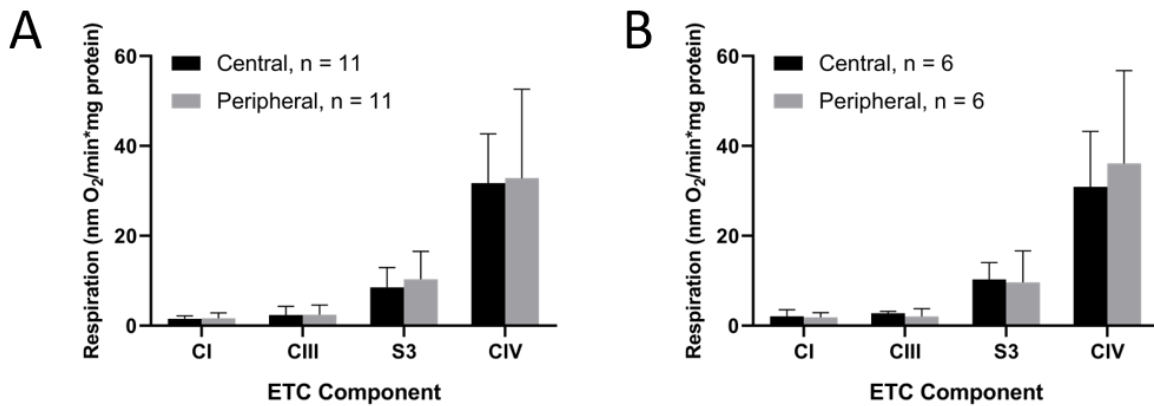 A
Respiration (nm O₂/min*mg protein)
60
40
20
0
Central, n = 11
Peripheral, n = 11
CI CIII S3 CIV
ETC Component
B
Respiration (nm O₂/min*mg protein)
60
40
20
0
Central, n = 6
Peripheral, n = 6
CI CIII S3 CIV
ETC Component